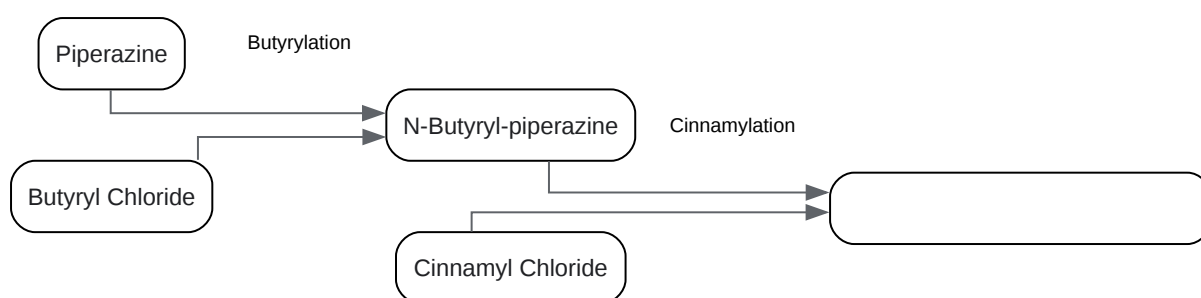 Piperazine
Butyrylation
N-Butyryl-piperazine
Cinnamylation
Butyryl Chloride
Cinnamyl Chloride